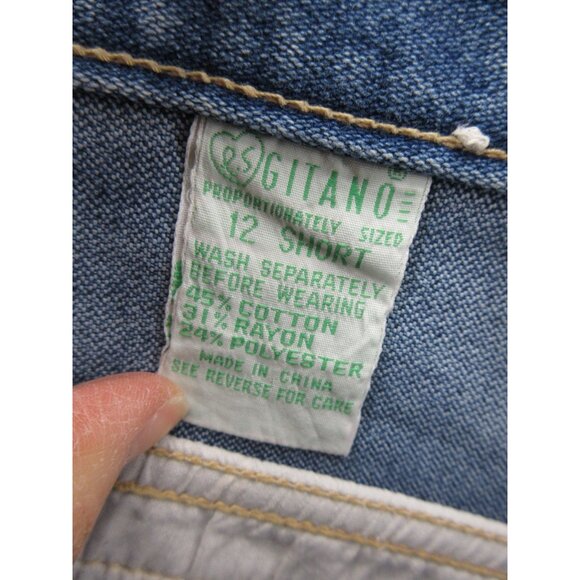 GITANO
PROPORTIONATELY SIZED
12 SHORT
WASH SEPARATELY
BEFORE WEARING
45% COTTON
31% RAYON
24% POLYESTER
MADE IN CHINA
SEE REVERSE FOR CARE